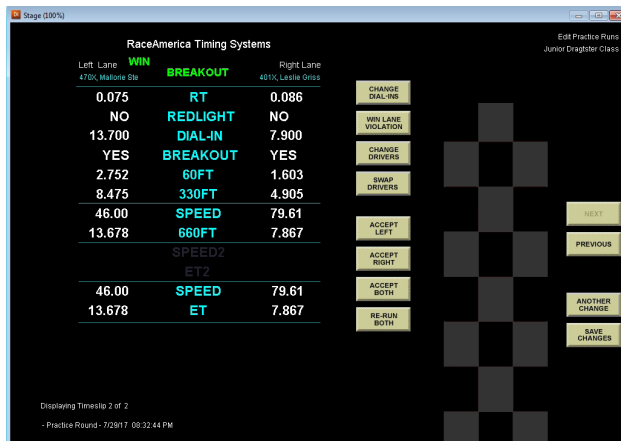 Stage (100%)
Edit Practice Runs
Junior Dragtster Class
RaceAmerica Timing Systems
Left Lane WIN Right Lane
BREAKOUT
470X, Mallorie Ste 401X, Leslie Griss
0.075 RT 0.086
NO REDLIGHT NO
13.700 DIAL-IN 7.900
YES BREAKOUT YES
2.752 60FT 1.603
8.475 330FT 4.905
46.00 SPEED 79.61
13.678 660FT 7.867
SPEED2
ET2
46.00 SPEED 79.61
13.678 ET 7.867
CHANGE
DIAL-INS
WIN LANE
VIOLATION
CHANGE
DRIVERS
SWAP
DRIVERS
ACCEPT
LEFT
ACCEPT
RIGHT
ACCEPT
BOTH
RE-RUN
BOTH
NEXT
PREVIOUS
ANOTHER
CHANGE
SAVE
CHANGES
Displaying Timeslip 2 of 2
- Practice Round - 7/29/17 08:32:44 PM